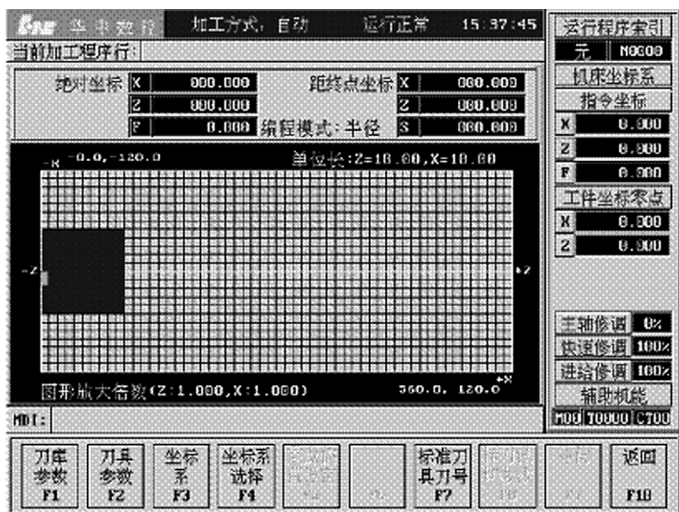 华中数控 加工方式：自动 运行正常 15:37:45
运行程序索引
当前加工程序行:
无 N0000
机床坐标系
绝对坐标 X 000.000 距终点坐标 X 000.000
指令坐标
Z 000.000 Z 000.000
X 0.000
F 0.000 编程模式:半径 S 000.000
Z 0.000
-X -0.0,-120.0 单位长:Z=10.00,X=10.00
F 0.000
工件坐标零点
X 0.000
Z 0.000
-Z +Z
主轴修调 0%
快速修调 100%
进给修调 100%
+X
图形放大倍数(Z:1.000,X:1.000) 360.0, 120.0
辅助机能
MDI:
M00 T0000 CT00
刀库参数 F1
刀具参数 F2
坐标系 F3
坐标系选择 F4
标准刀具刀号 F7
返回 F10